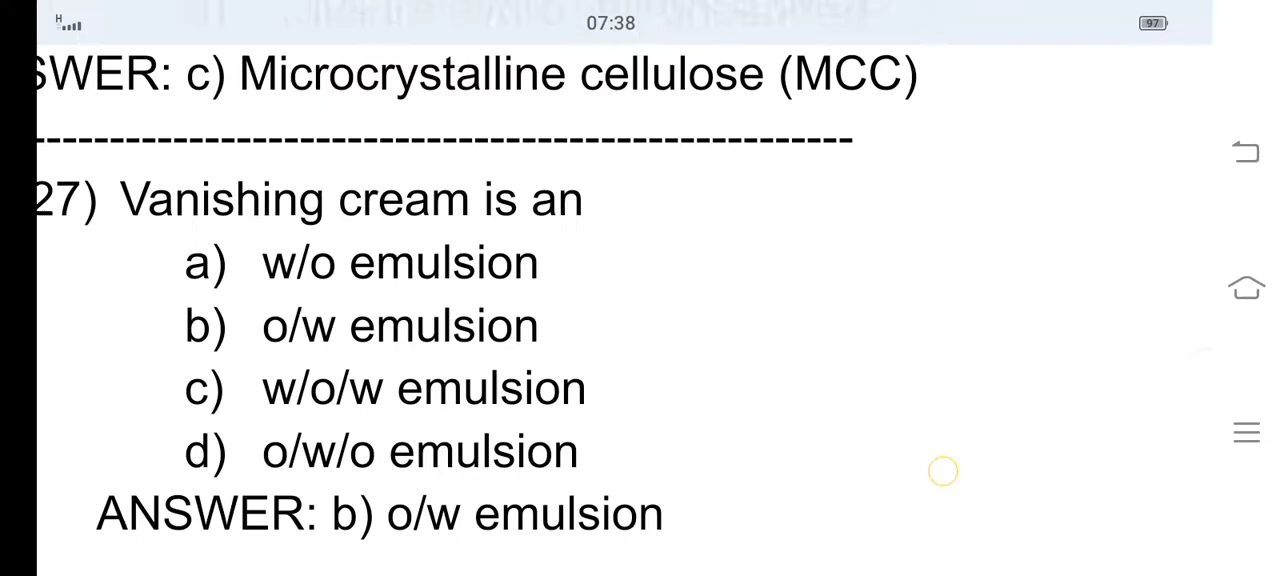 H
07:38
97
SWER: c) Microcrystalline cellulose (MCC)
--------------------------------------------------------
27) Vanishing cream is an
a) w/o emulsion
b) o/w emulsion
c) w/o/w emulsion
d) o/w/o emulsion
ANSWER: b) o/w emulsion